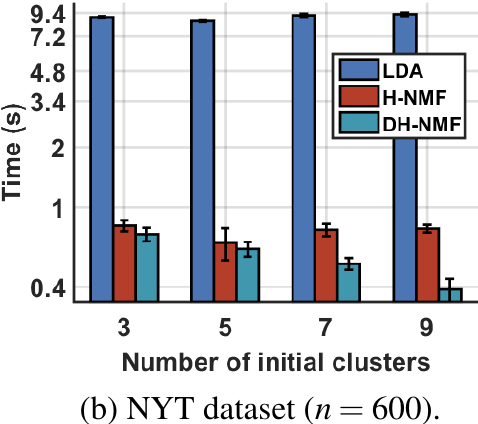 9.4
7.2
4.8
3.4
2
1
0.4
Time (s)
LDA
H-NMF
DH-NMF
3 5 7 9
Number of initial clusters
(b) NYT dataset (n = 600).